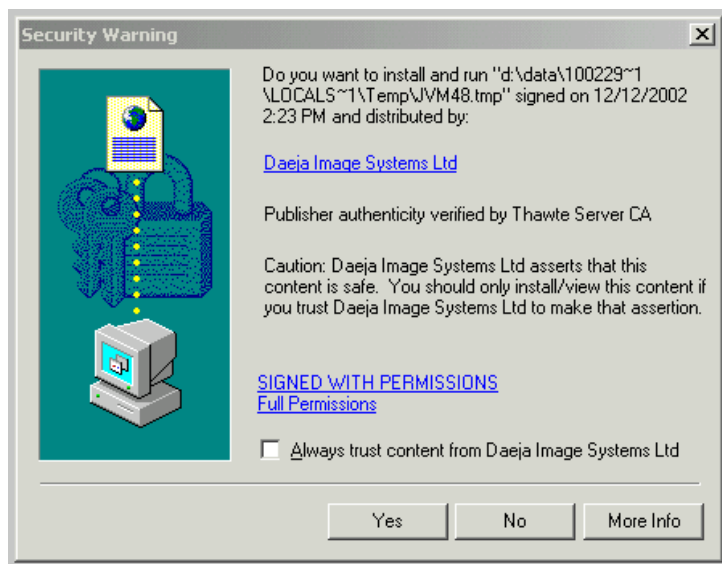 Security Warning
Do you want to install and run "d:\data\100229~1
\LOCALS~1\Temp\JVM48.tmp" signed on 12/12/2002
2:23 PM and distributed by:
Daeja Image Systems Ltd
Publisher authenticity verified by Thawte Server CA
Caution: Daeja Image Systems Ltd asserts that this
content is safe.  You should only install/view this content if
you trust Daeja Image Systems Ltd to make that assertion.
SIGNED WITH PERMISSIONS
Full Permissions
Always trust content from Daeja Image Systems Ltd
Yes No More Info